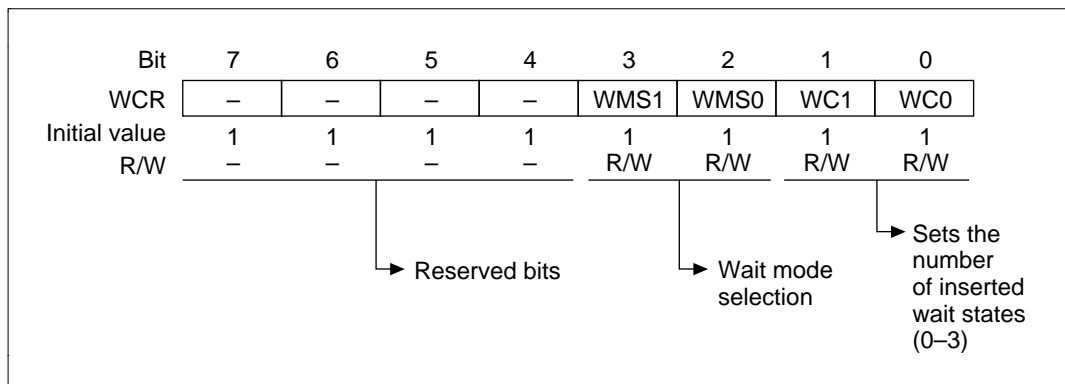 Bit 7 6 5 4 3 2 1 0
WCR – – – – WMS1 WMS0 WC1 WC0
Initial value 1 1 1 1 1 1 1 1
R/W – – – – R/W R/W R/W R/W
Reserved bits
Wait mode
selection
Sets the
number
of inserted
wait states
(0–3)